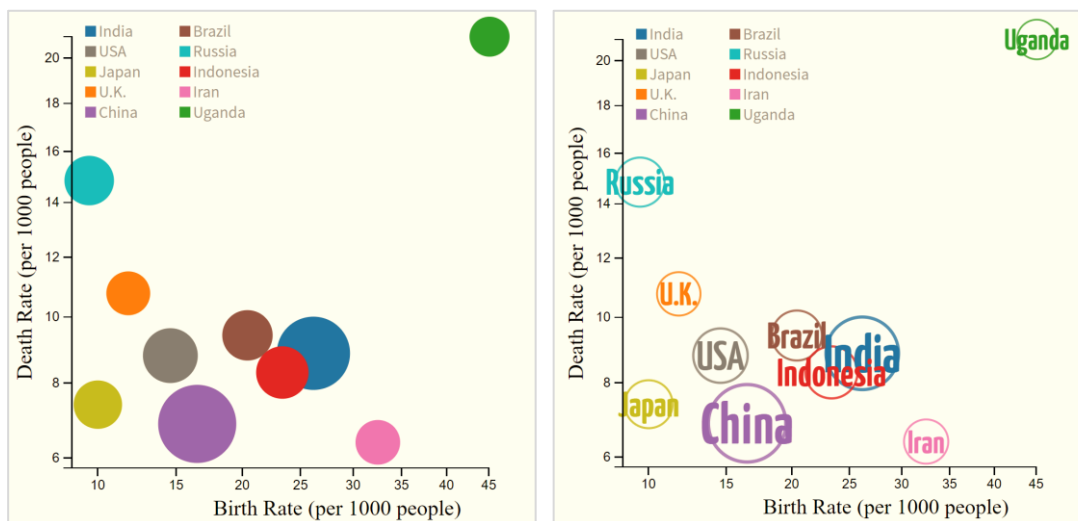 India
USA
Japan
U.K.
China
Brazil
Russia
Indonesia
Iran
Uganda
20
18
16
14
12
10
8
6
Death Rate (per 1000 people)
10
15
20
25
30
35
40
45
Birth Rate (per 1000 people)
India
USA
Japan
U.K.
China
Brazil
Russia
Indonesia
Iran
Uganda
20
18
16
14
12
10
8
6
Death Rate (per 1000 people)
Uganda
Russia
U.K.
Brazil
USA
India
Indonesia
Japan
China
Iran
10
15
20
25
30
35
40
45
Birth Rate (per 1000 people)